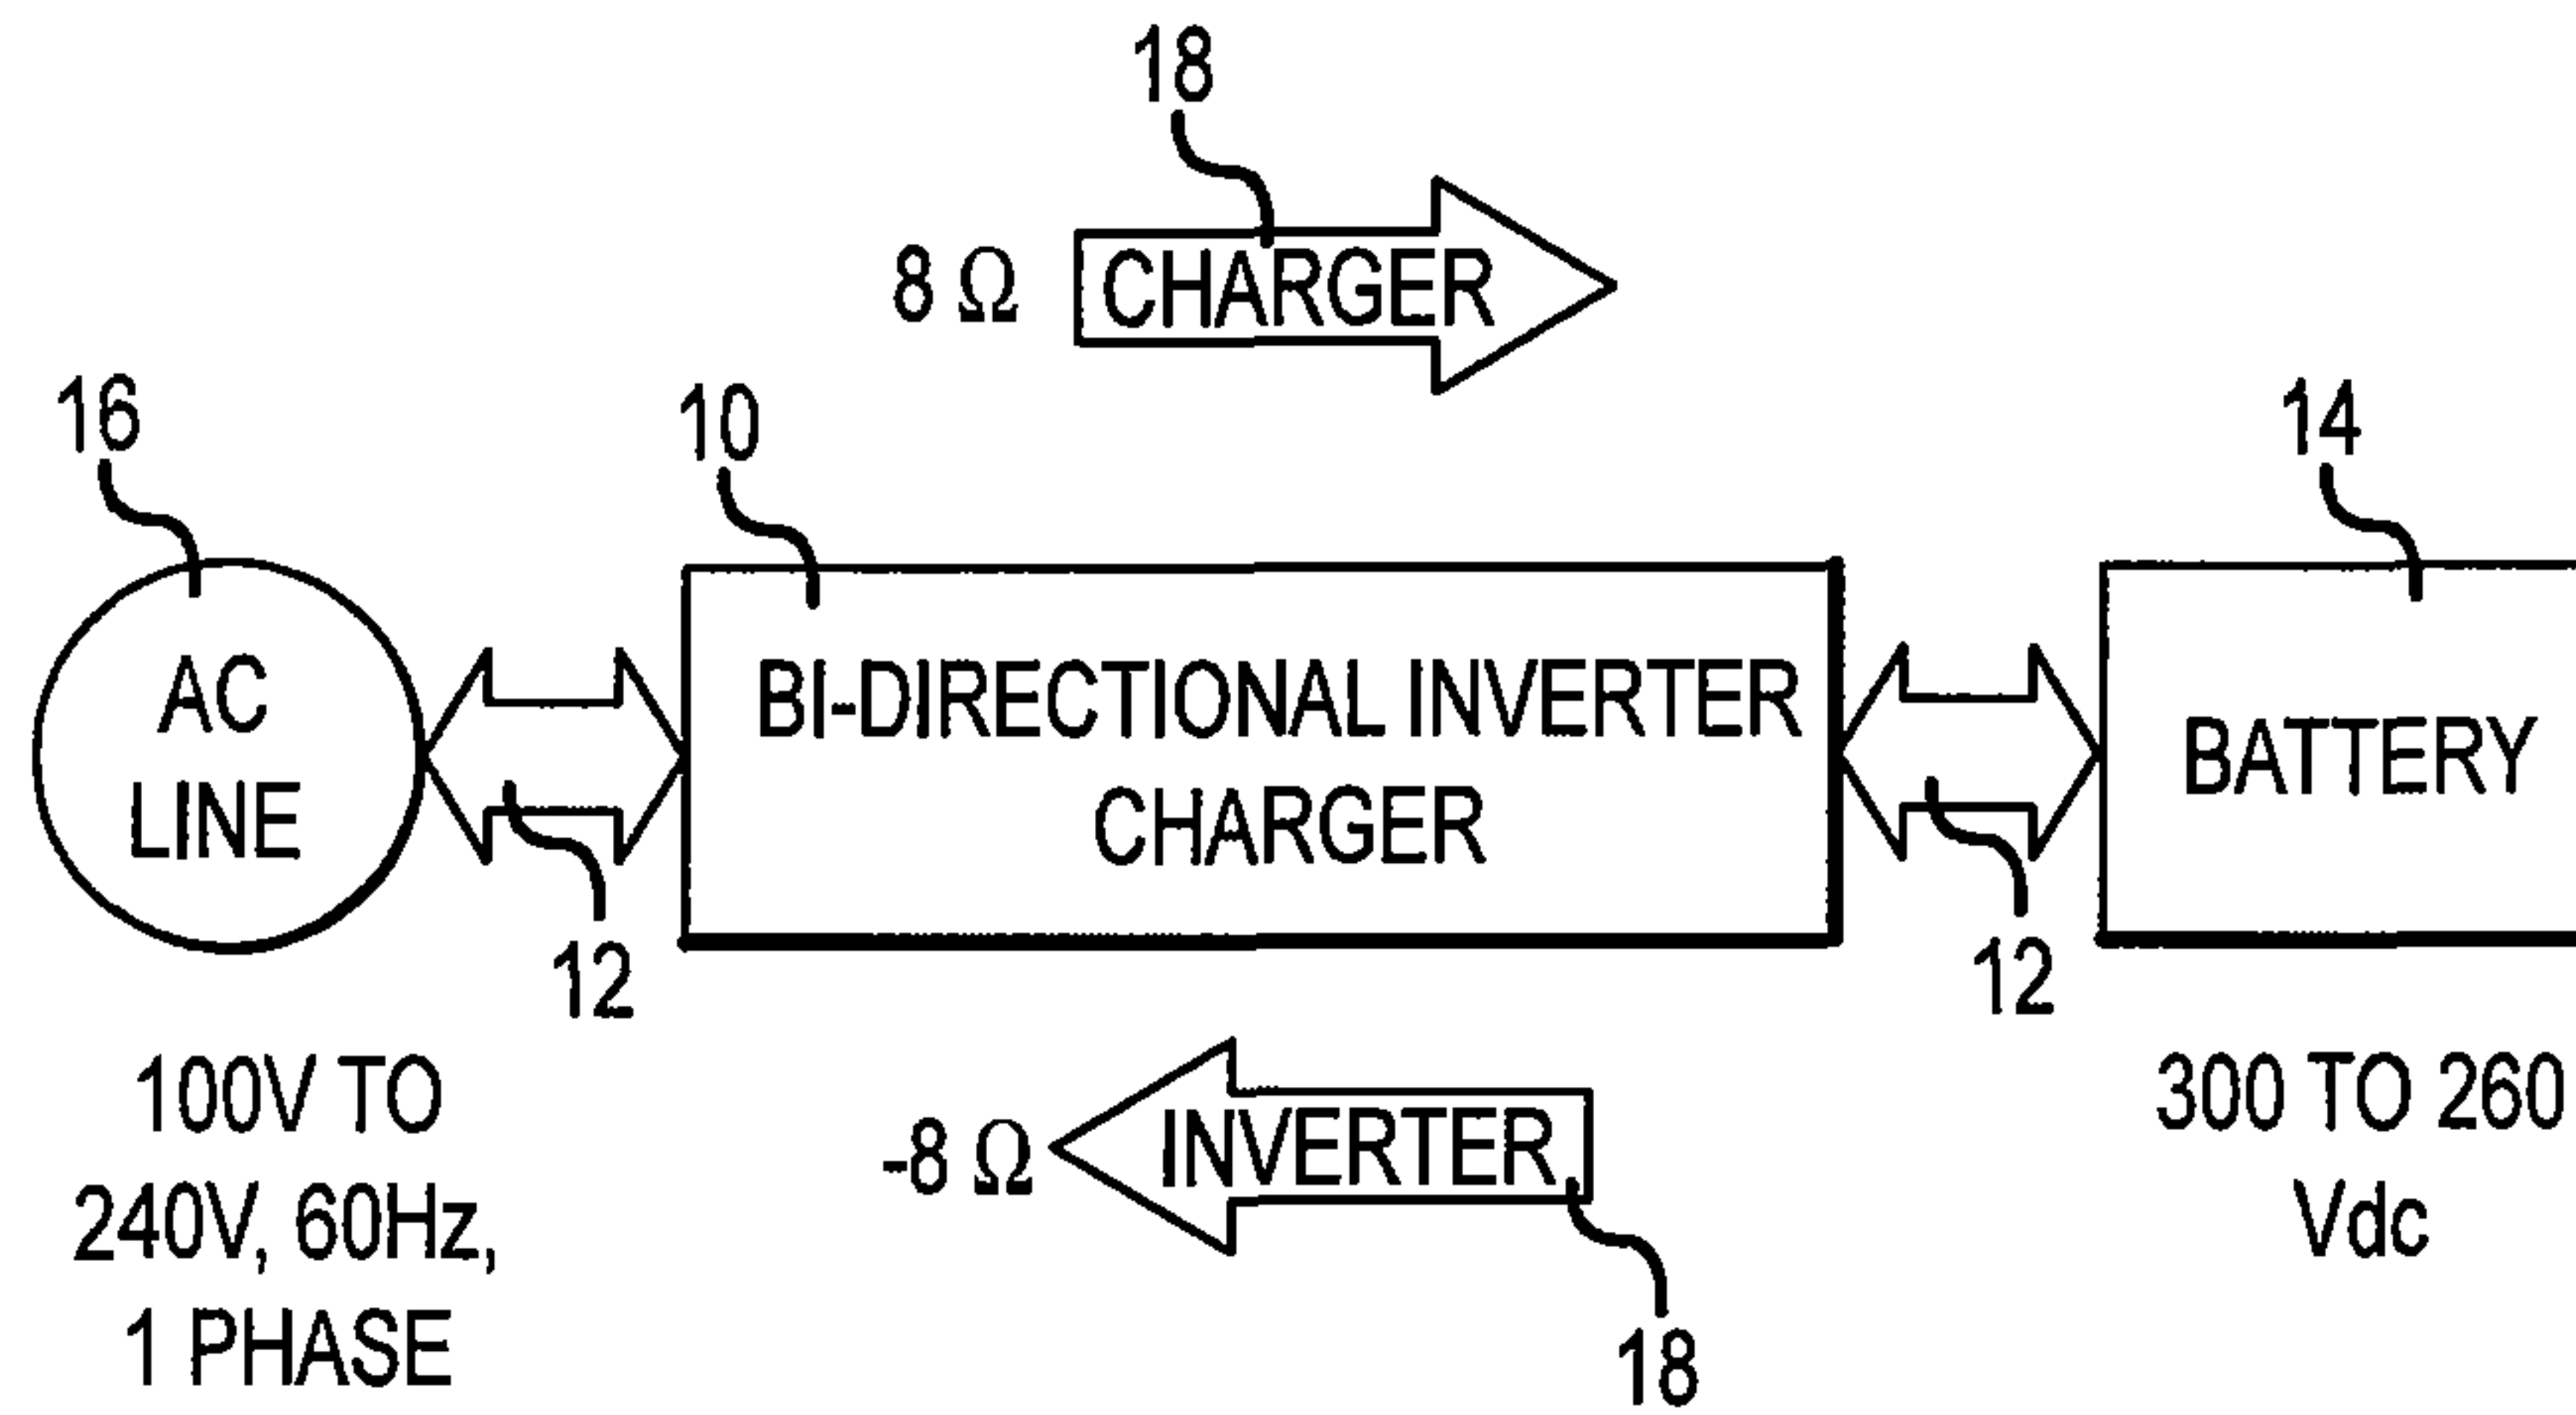 18
8 Ω
CHARGER
16
10
14
AC
LINE
BI-DIRECTIONAL INVERTER
CHARGER
BATTERY
12
12
100V TO
240V, 60Hz,
1 PHASE
-8 Ω
INVERTER
300 TO 260
Vdc
18